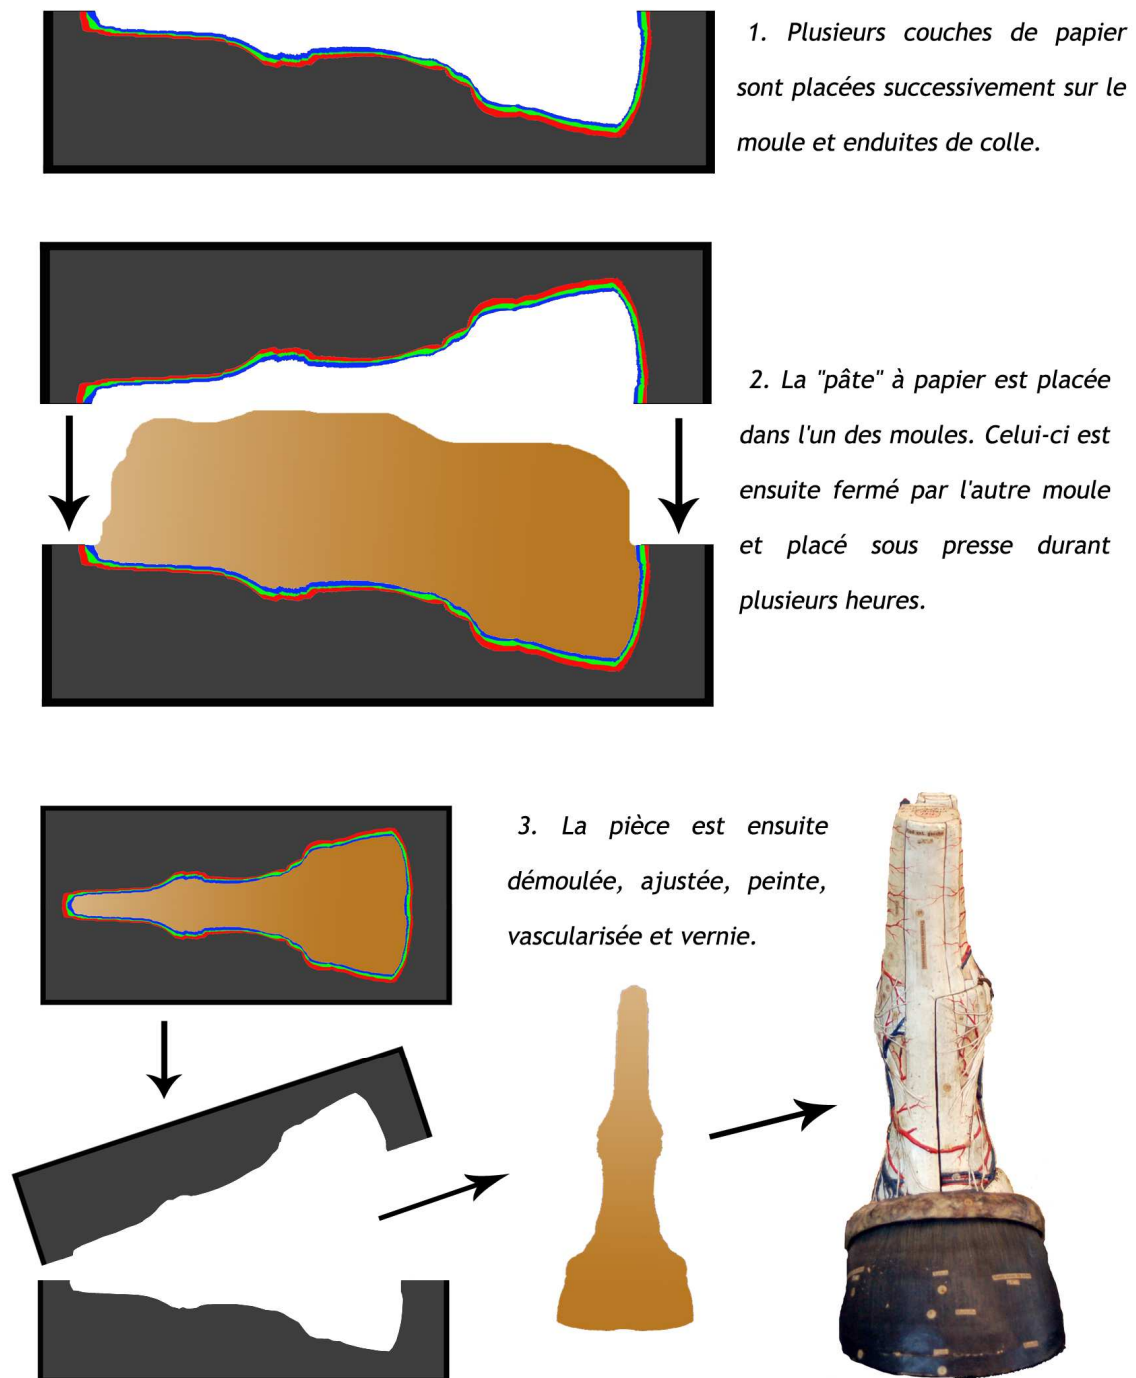 1. Plusieurs couches de papier
sont placées successivement sur le
moule et enduites de colle.
2. La "pâte" à papier est placée
dans l'un des moules. Celui-ci est
ensuite fermé par l'autre moule
et placé sous presse durant
plusieurs heures.
3. La pièce est ensuite
démoulée, ajustée, peinte,
vascularisée et vernie.